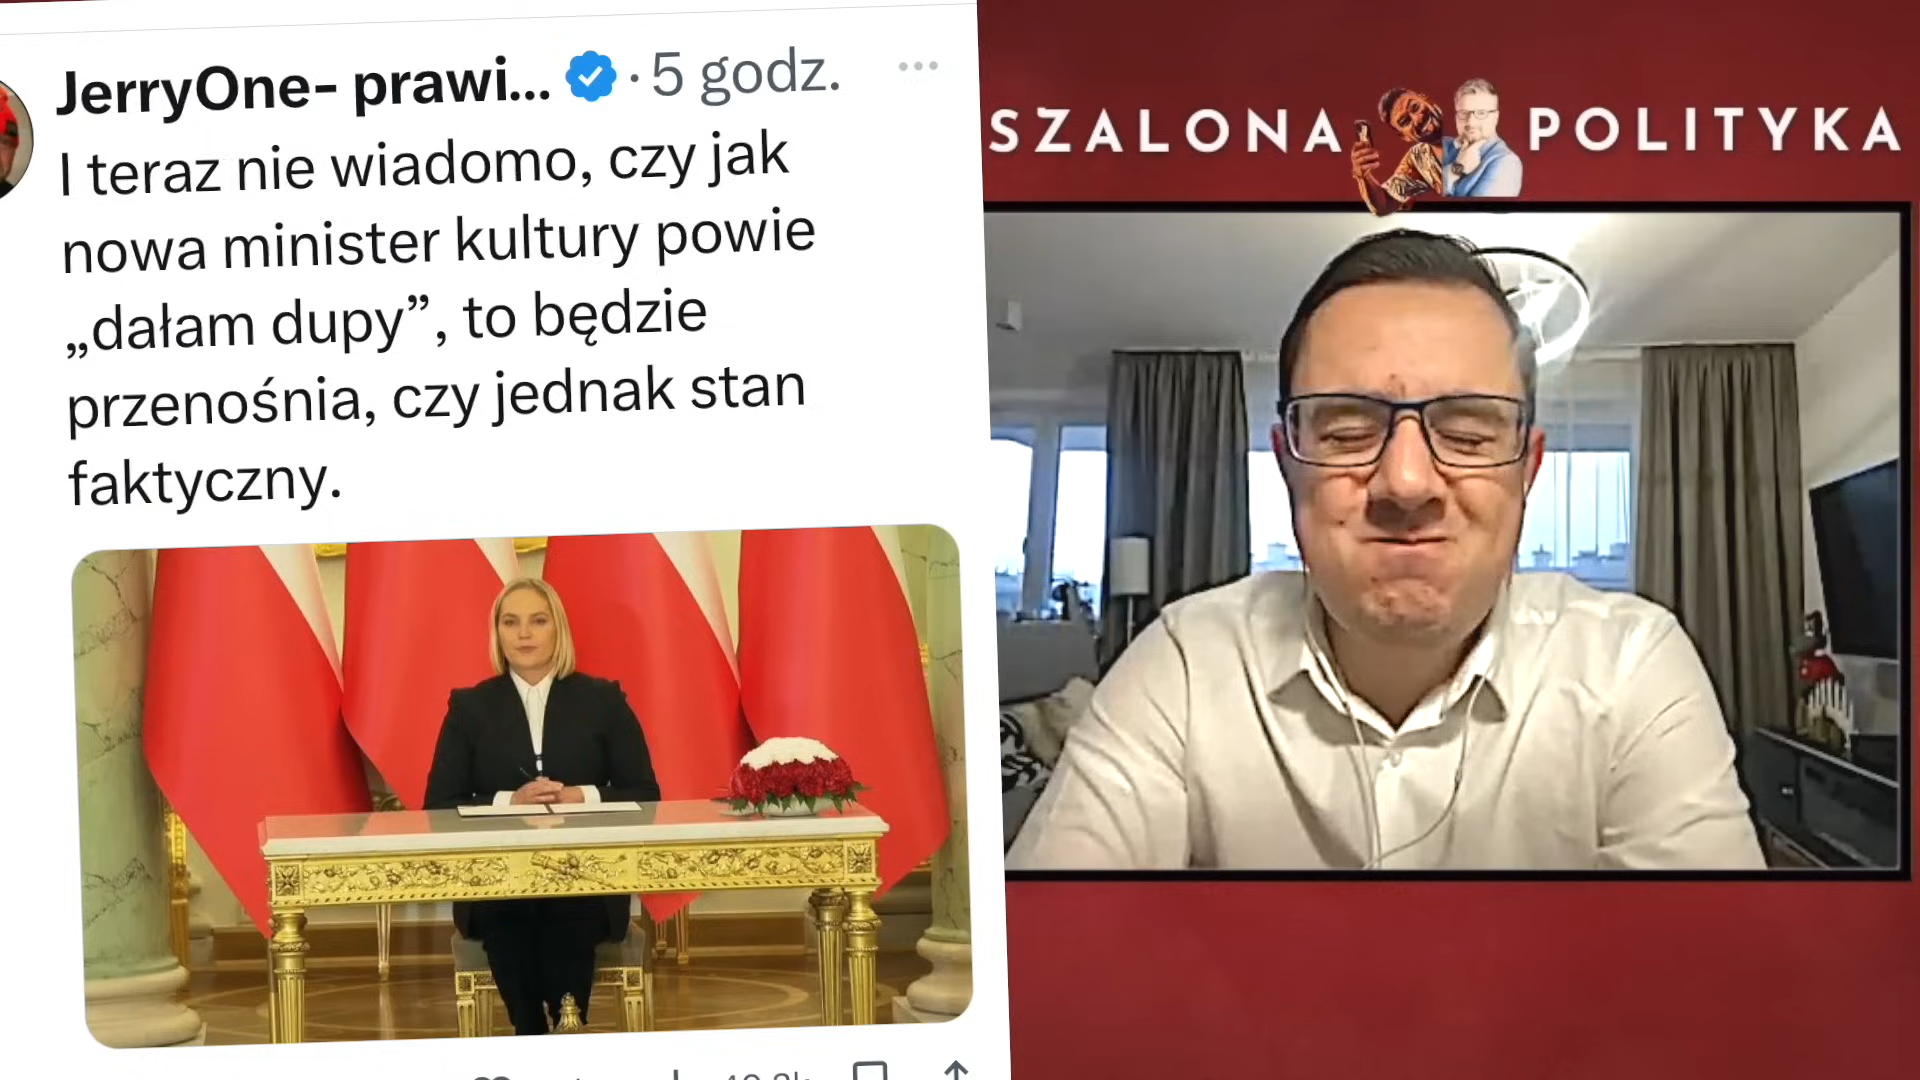 JerryOne- prawi... · 5 godz.
I teraz nie wiadomo, czy jak
nowa minister kultury powie
„dałam dupy”, to będzie
przenośnia, czy jednak stan
faktyczny.
SZALONA POLITYKA